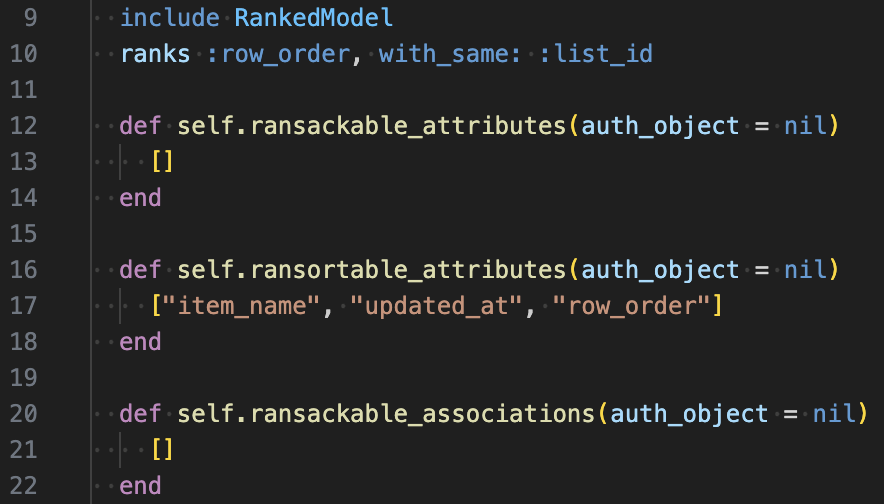 9 include RankedModel
10 ranks :row_order, with_same: :list_id
11
12 def self.ransackable_attributes(auth_object = nil)
13 []
14 end
15
16 def self.ransortable_attributes(auth_object = nil)
17 ["item_name", "updated_at", "row_order"]
18 end
19
20 def self.ransackable_associations(auth_object = nil)
21 []
22 end